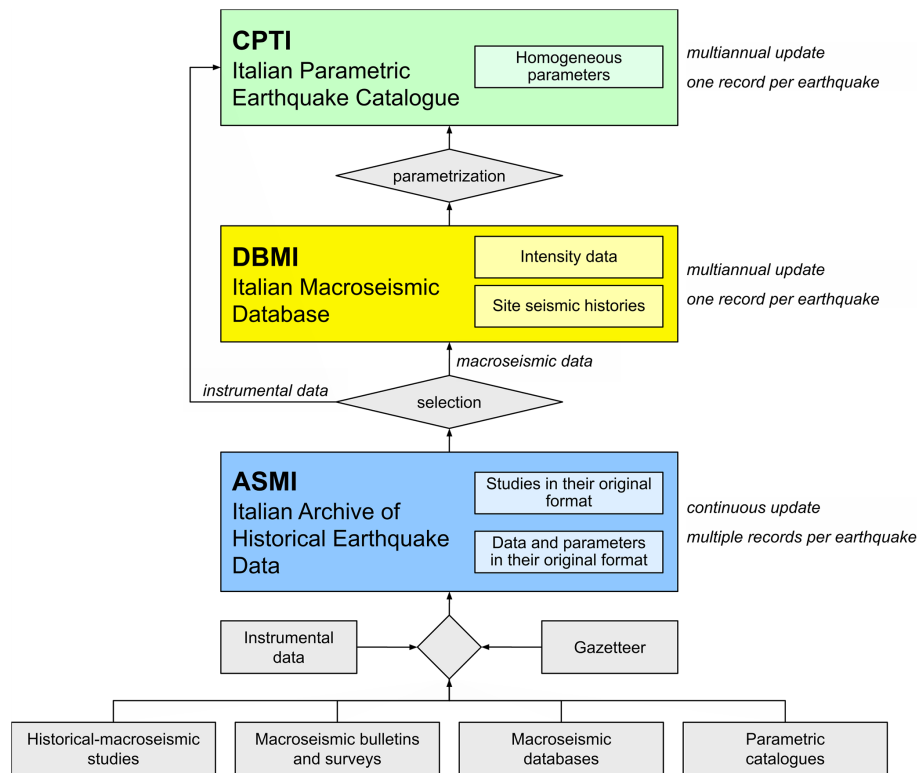 CPTI
Italian Parametric
Earthquake Catalogue
Homogeneous
parameters
multiannual update
one record per earthquake
parametrization
DBMI
Italian Macroseismic
Database
Intensity data
Site seismic histories
multiannual update
one record per earthquake
macroseismic data
instrumental data
selection
ASMI
Italian Archive of
Historical Earthquake
Data
Studies in their original
format
Data and parameters
in their original format
continuous update
multiple records per earthquake
Instrumental
data
Gazetteer
Historical-macroseismic
studies
Macroseismic bulletins
and surveys
Macroseismic
databases
Parametric
catalogues